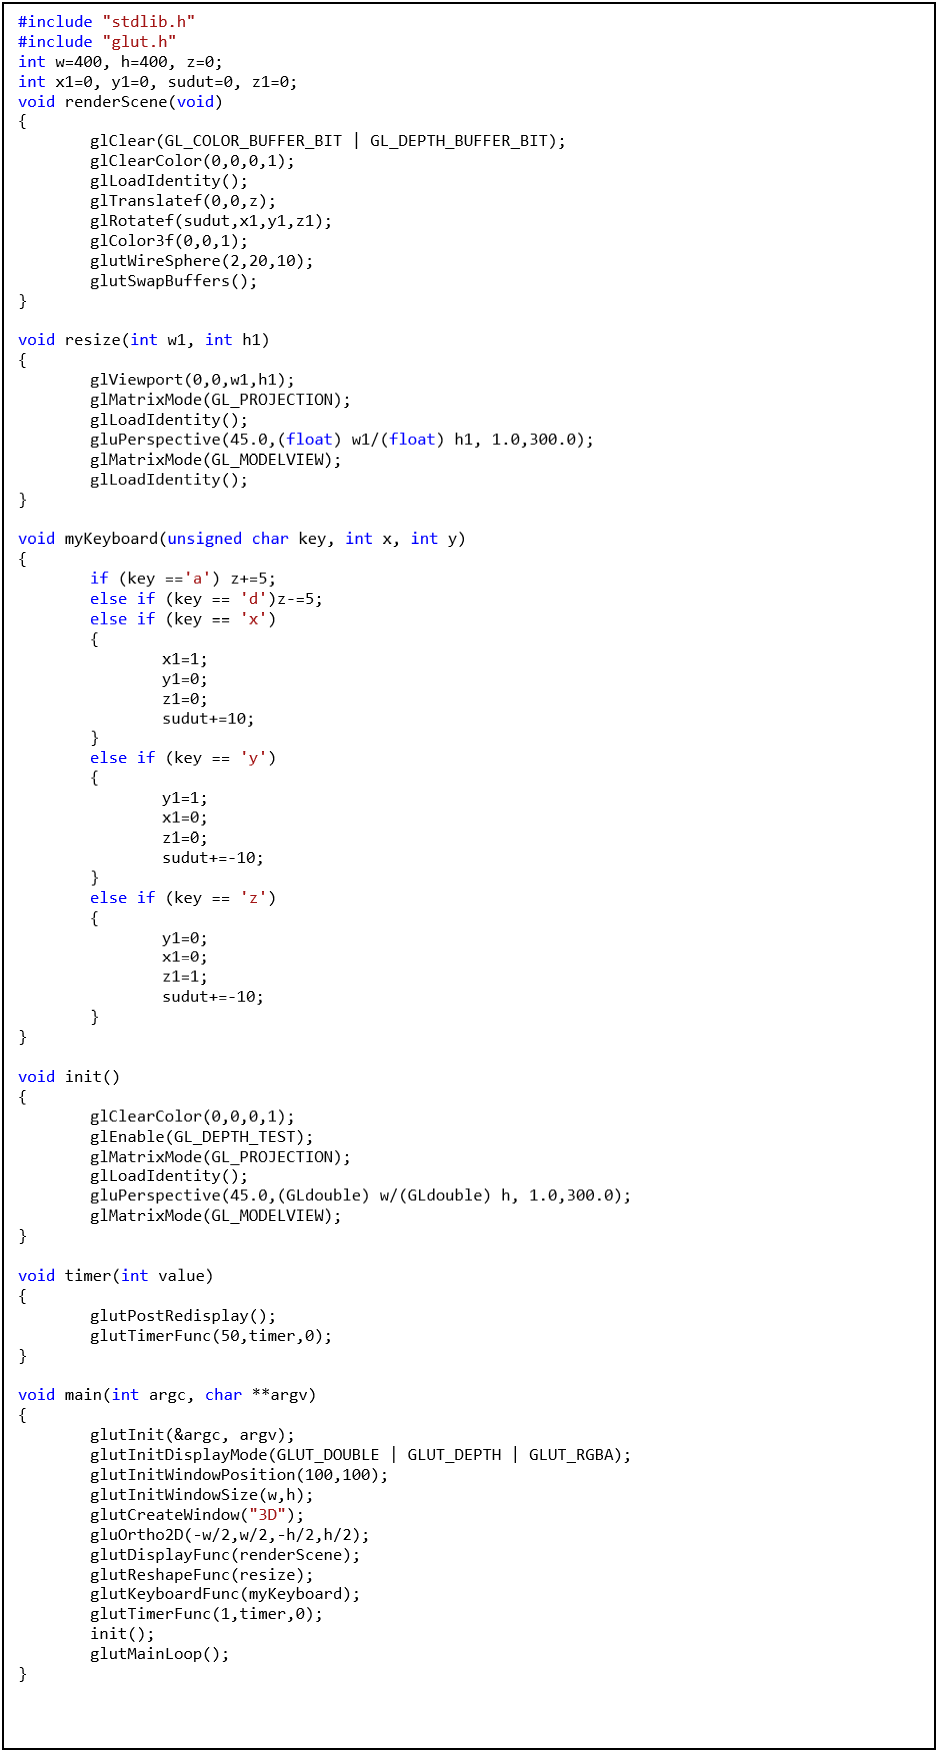 #include "stdlib.h"
#include "glut.h"
int w=400, h=400, z=0;
int x1=0, y1=0, sudut=0, z1=0;
void renderScene(void)
{
        glClear(GL_COLOR_BUFFER_BIT | GL_DEPTH_BUFFER_BIT);
        glClearColor(0,0,0,1);
        glLoadIdentity();
        glTranslatef(0,0,z);
        glRotatef(sudut,x1,y1,z1);
        glColor3f(0,0,1);
        glutWireSphere(2,20,10);
        glutSwapBuffers();
}

void resize(int w1, int h1)
{
        glViewport(0,0,w1,h1);
        glMatrixMode(GL_PROJECTION);
        glLoadIdentity();
        gluPerspective(45.0,(float) w1/(float) h1, 1.0,300.0);
        glMatrixMode(GL_MODELVIEW);
        glLoadIdentity();
}

void myKeyboard(unsigned char key, int x, int y)
{
        if (key =='a') z+=5;
        else if (key == 'd')z-=5;
        else if (key == 'x')
        {
                x1=1;
                y1=0;
                z1=0;
                sudut+=10;
        }
        else if (key == 'y')
        {
                y1=1;
                x1=0;
                z1=0;
                sudut+=-10;
        }
        else if (key == 'z')
        {
                y1=0;
                x1=0;
                z1=1;
                sudut+=-10;
        }
}

void init()
{
        glClearColor(0,0,0,1);
        glEnable(GL_DEPTH_TEST);
        glMatrixMode(GL_PROJECTION);
        glLoadIdentity();
        gluPerspective(45.0,(GLdouble) w/(GLdouble) h, 1.0,300.0);
        glMatrixMode(GL_MODELVIEW);
}

void timer(int value)
{
        glutPostRedisplay();
        glutTimerFunc(50,timer,0);
}

void main(int argc, char **argv)
{
        glutInit(&argc, argv);
        glutInitDisplayMode(GLUT_DOUBLE | GLUT_DEPTH | GLUT_RGBA);
        glutInitWindowPosition(100,100);
        glutInitWindowSize(w,h);
        glutCreateWindow("3D");
        gluOrtho2D(-w/2,w/2,-h/2,h/2);
        glutDisplayFunc(renderScene);
        glutReshapeFunc(resize);
        glutKeyboardFunc(myKeyboard);
        glutTimerFunc(1,timer,0);
        init();
        glutMainLoop();
}